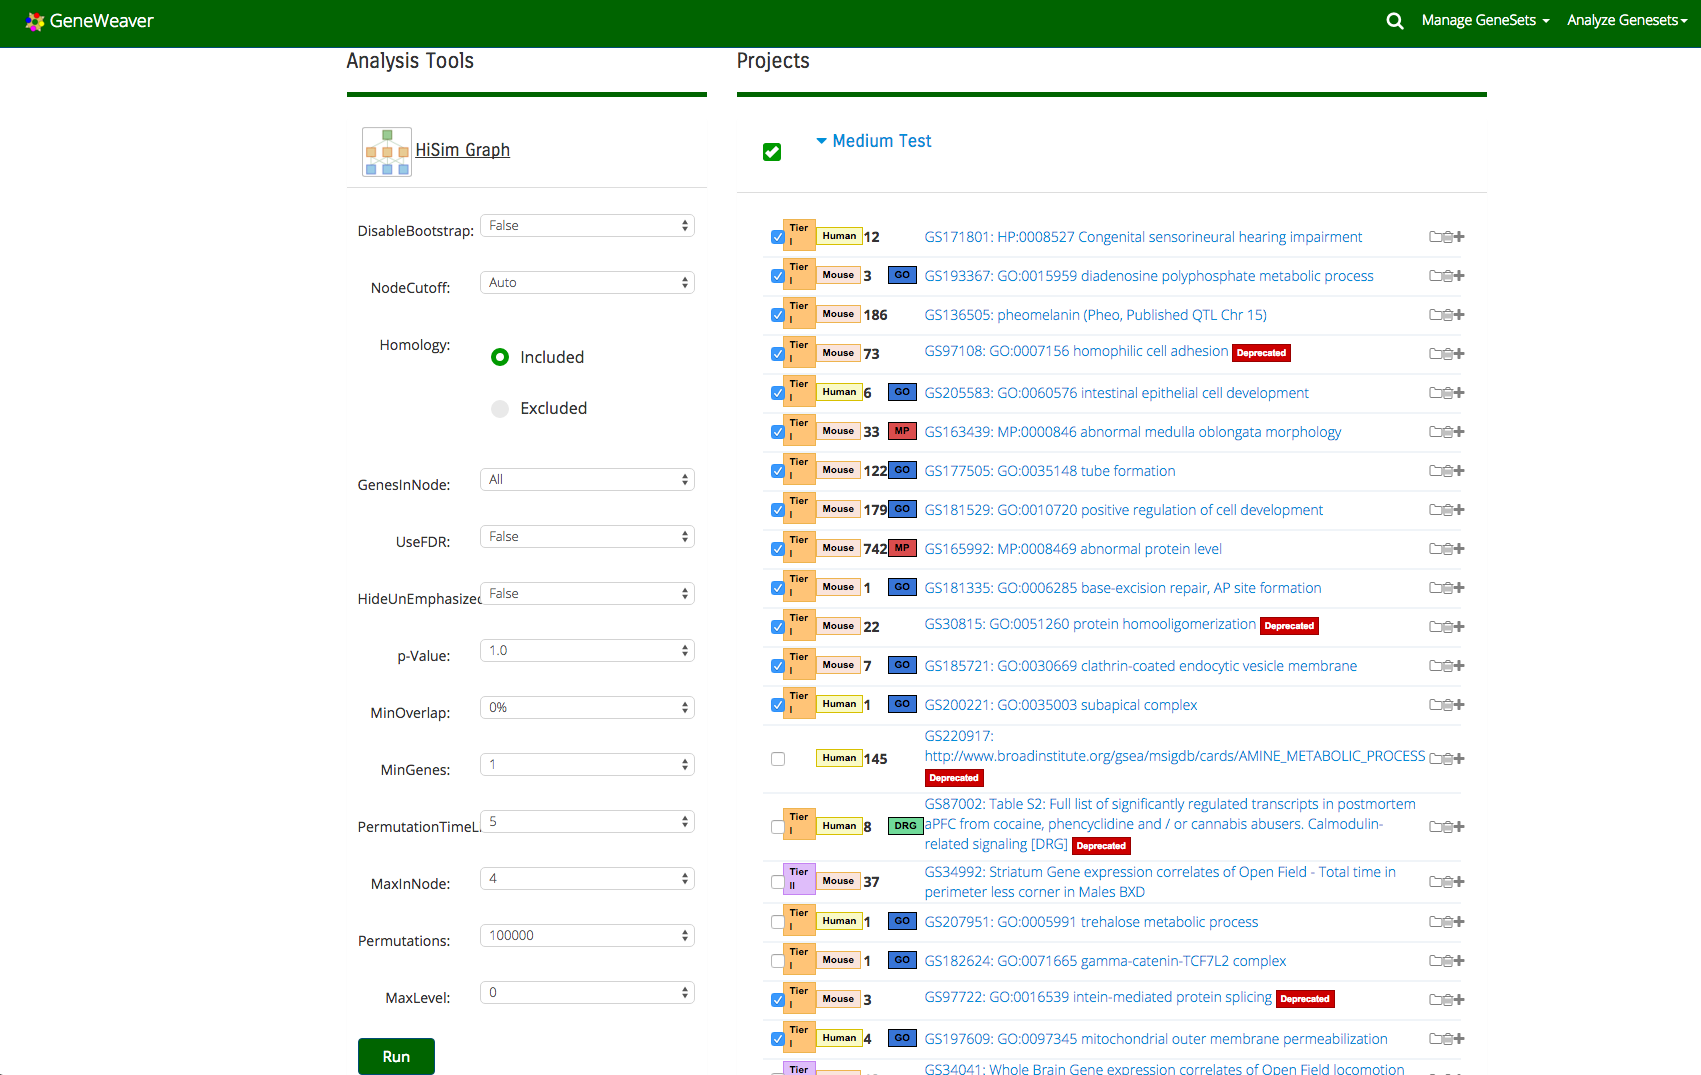 GeneWeaver
Manage GeneSets
Analyze Genesets
Analysis Tools
Projects
HiSim Graph
Medium Test
DisableBootstrap:
False
NodeCutoff:
Auto
Homology:
Included
Excluded
GenesInNode:
All
UseFDR:
False
HideUnEmphasized
False
p-Value:
1.0
MinOverlap:
0%
MinGenes:
1
PermutationTimeL
5
MaxInNode:
4
Permutations:
100000
MaxLevel:
0
Run
Tier I Human 12 GS171801: HP:0008527 Congenital sensorineural hearing impairment
Tier I Mouse 3 GO GS193367: GO:0015959 diadenosine polyphosphate metabolic process
Tier I Mouse 186 GS136505: pheomelanin (Pheo, Published QTL Chr 15)
Tier I Mouse 73 GS97108: GO:0007156 homophilic cell adhesion Deprecated
Tier I Human 6 GO GS205583: GO:0060576 intestinal epithelial cell development
Tier I Mouse 33 MP GS163439: MP:0000846 abnormal medulla oblongata morphology
Tier I Mouse 122 GO GS177505: GO:0035148 tube formation
Tier I Mouse 179 GO GS181529: GO:0010720 positive regulation of cell development
Tier I Mouse 742 MP GS165992: MP:0008469 abnormal protein level
Tier I Mouse 1 GO GS181335: GO:0006285 base-excision repair, AP site formation
Tier I Mouse 22 GS30815: GO:0051260 protein homooligomerization Deprecated
Tier I Mouse 7 GO GS185721: GO:0030669 clathrin-coated endocytic vesicle membrane
Tier I Human 1 GO GS200221: GO:0035003 subapical complex
GS220917:
Human 145 http://www.broadinstitute.org/gsea/msigdb/cards/AMINE_METABOLIC_PROCESS
Deprecated
GS87002: Table S2: Full list of significantly regulated transcripts in postmortem
Tier I Human 8 DRG aPFC from cocaine, phencyclidine and / or cannabis abusers. Calmodulin-
related signaling [DRG] Deprecated
Tier II Mouse 37 GS34992: Striatum Gene expression correlates of Open Field - Total time in
perimeter less corner in Males BXD
Tier I Human 1 GO GS207951: GO:0005991 trehalose metabolic process
Tier I Mouse 1 GO GS182624: GO:0071665 gamma-catenin-TCF7L2 complex
Tier I Mouse 3 GS97722: GO:0016539 intein-mediated protein splicing Deprecated
Tier I Human 4 GO GS197609: GO:0097345 mitochondrial outer membrane permeabilization
Tier GS34041: Whole Brain Gene expression correlates of Open Field locomotion